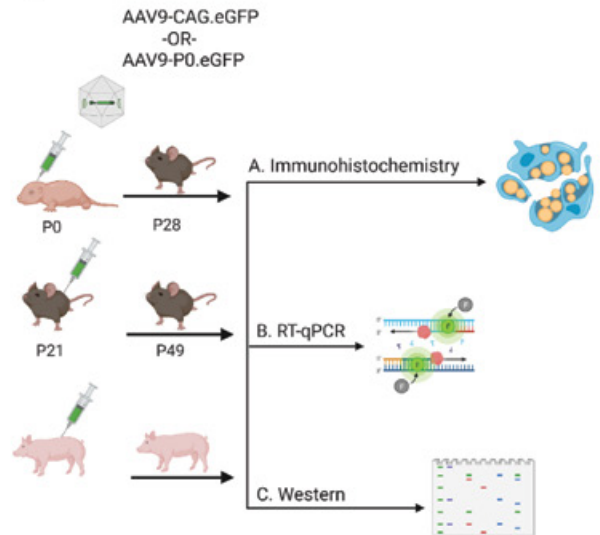 AAV9-CAG.eGFP
-OR-
AAV9-P0.eGFP
A. Immunohistochemistry
P0
P28
B. RT-qPCR
P21
P49
C. Western